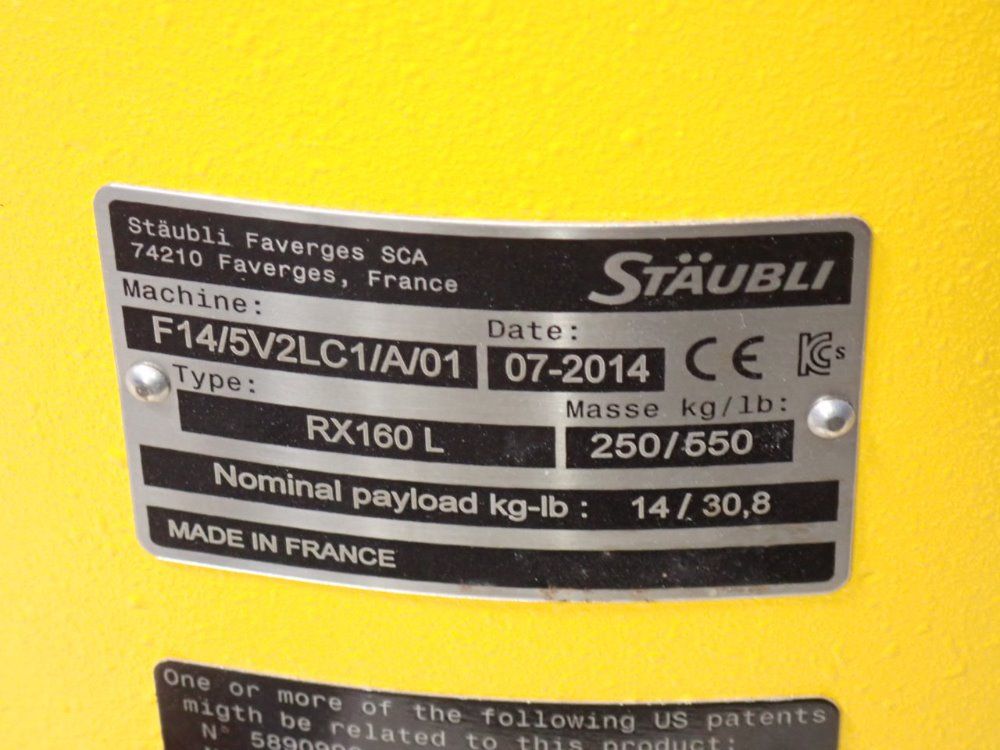 Stäubli Faverges SCA
74210 Faverges, France
STÄUBLI
Machine:
F14/5V2LC1/A/01
Date:
07-2014
CE
KCs
Type:
RX160 L
Masse kg/lb:
250/550
Nominal payload kg-lb : 14 / 30,8
MADE IN FRANCE
One or more of the following US patents
migth be related to this product:
N°